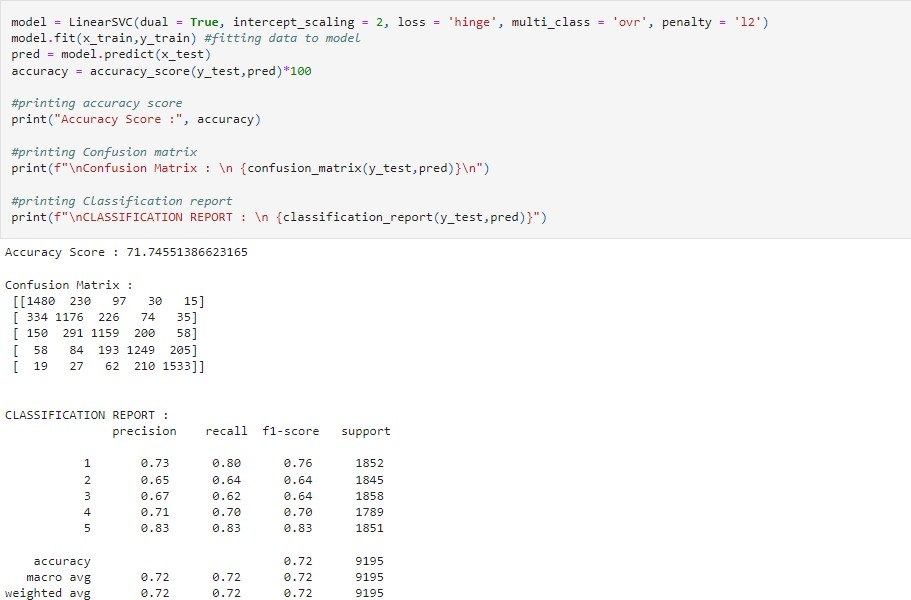 model = LinearSVC(dual = True, intercept_scaling = 2, loss = 'hinge', multi_class = 'ovr', penalty = 'l2')
model.fit(x_train,y_train) #fitting data to model
pred = model.predict(x_test)
accuracy = accuracy_score(y_test,pred)*100
#printing accuracy score
print("Accuracy Score :", accuracy)
#printing Confusion matrix
print(f"\nConfusion Matrix : \n {confusion_matrix(y_test,pred)}\n")
#printing Classification report
print(f"\nCLASSIFICATION REPORT : \n {classification_report(y_test,pred)}")
Accuracy Score : 71.74551386623165
Confusion Matrix :
[[1480 230 97 30 15]
[ 334 1176 226 74 35]
[ 150 291 1159 200 58]
[ 58 84 193 1249 205]
[ 19 27 62 210 1533]]
CLASSIFICATION REPORT :
precision recall f1-score support
1 0.73 0.80 0.76 1852
2 0.65 0.64 0.64 1845
3 0.67 0.62 0.64 1858
4 0.71 0.70 0.70 1789
5 0.83 0.83 0.83 1851
accuracy 0.72 9195
macro avg 0.72 0.72 0.72 9195
weighted avg 0.72 0.72 0.72 9195